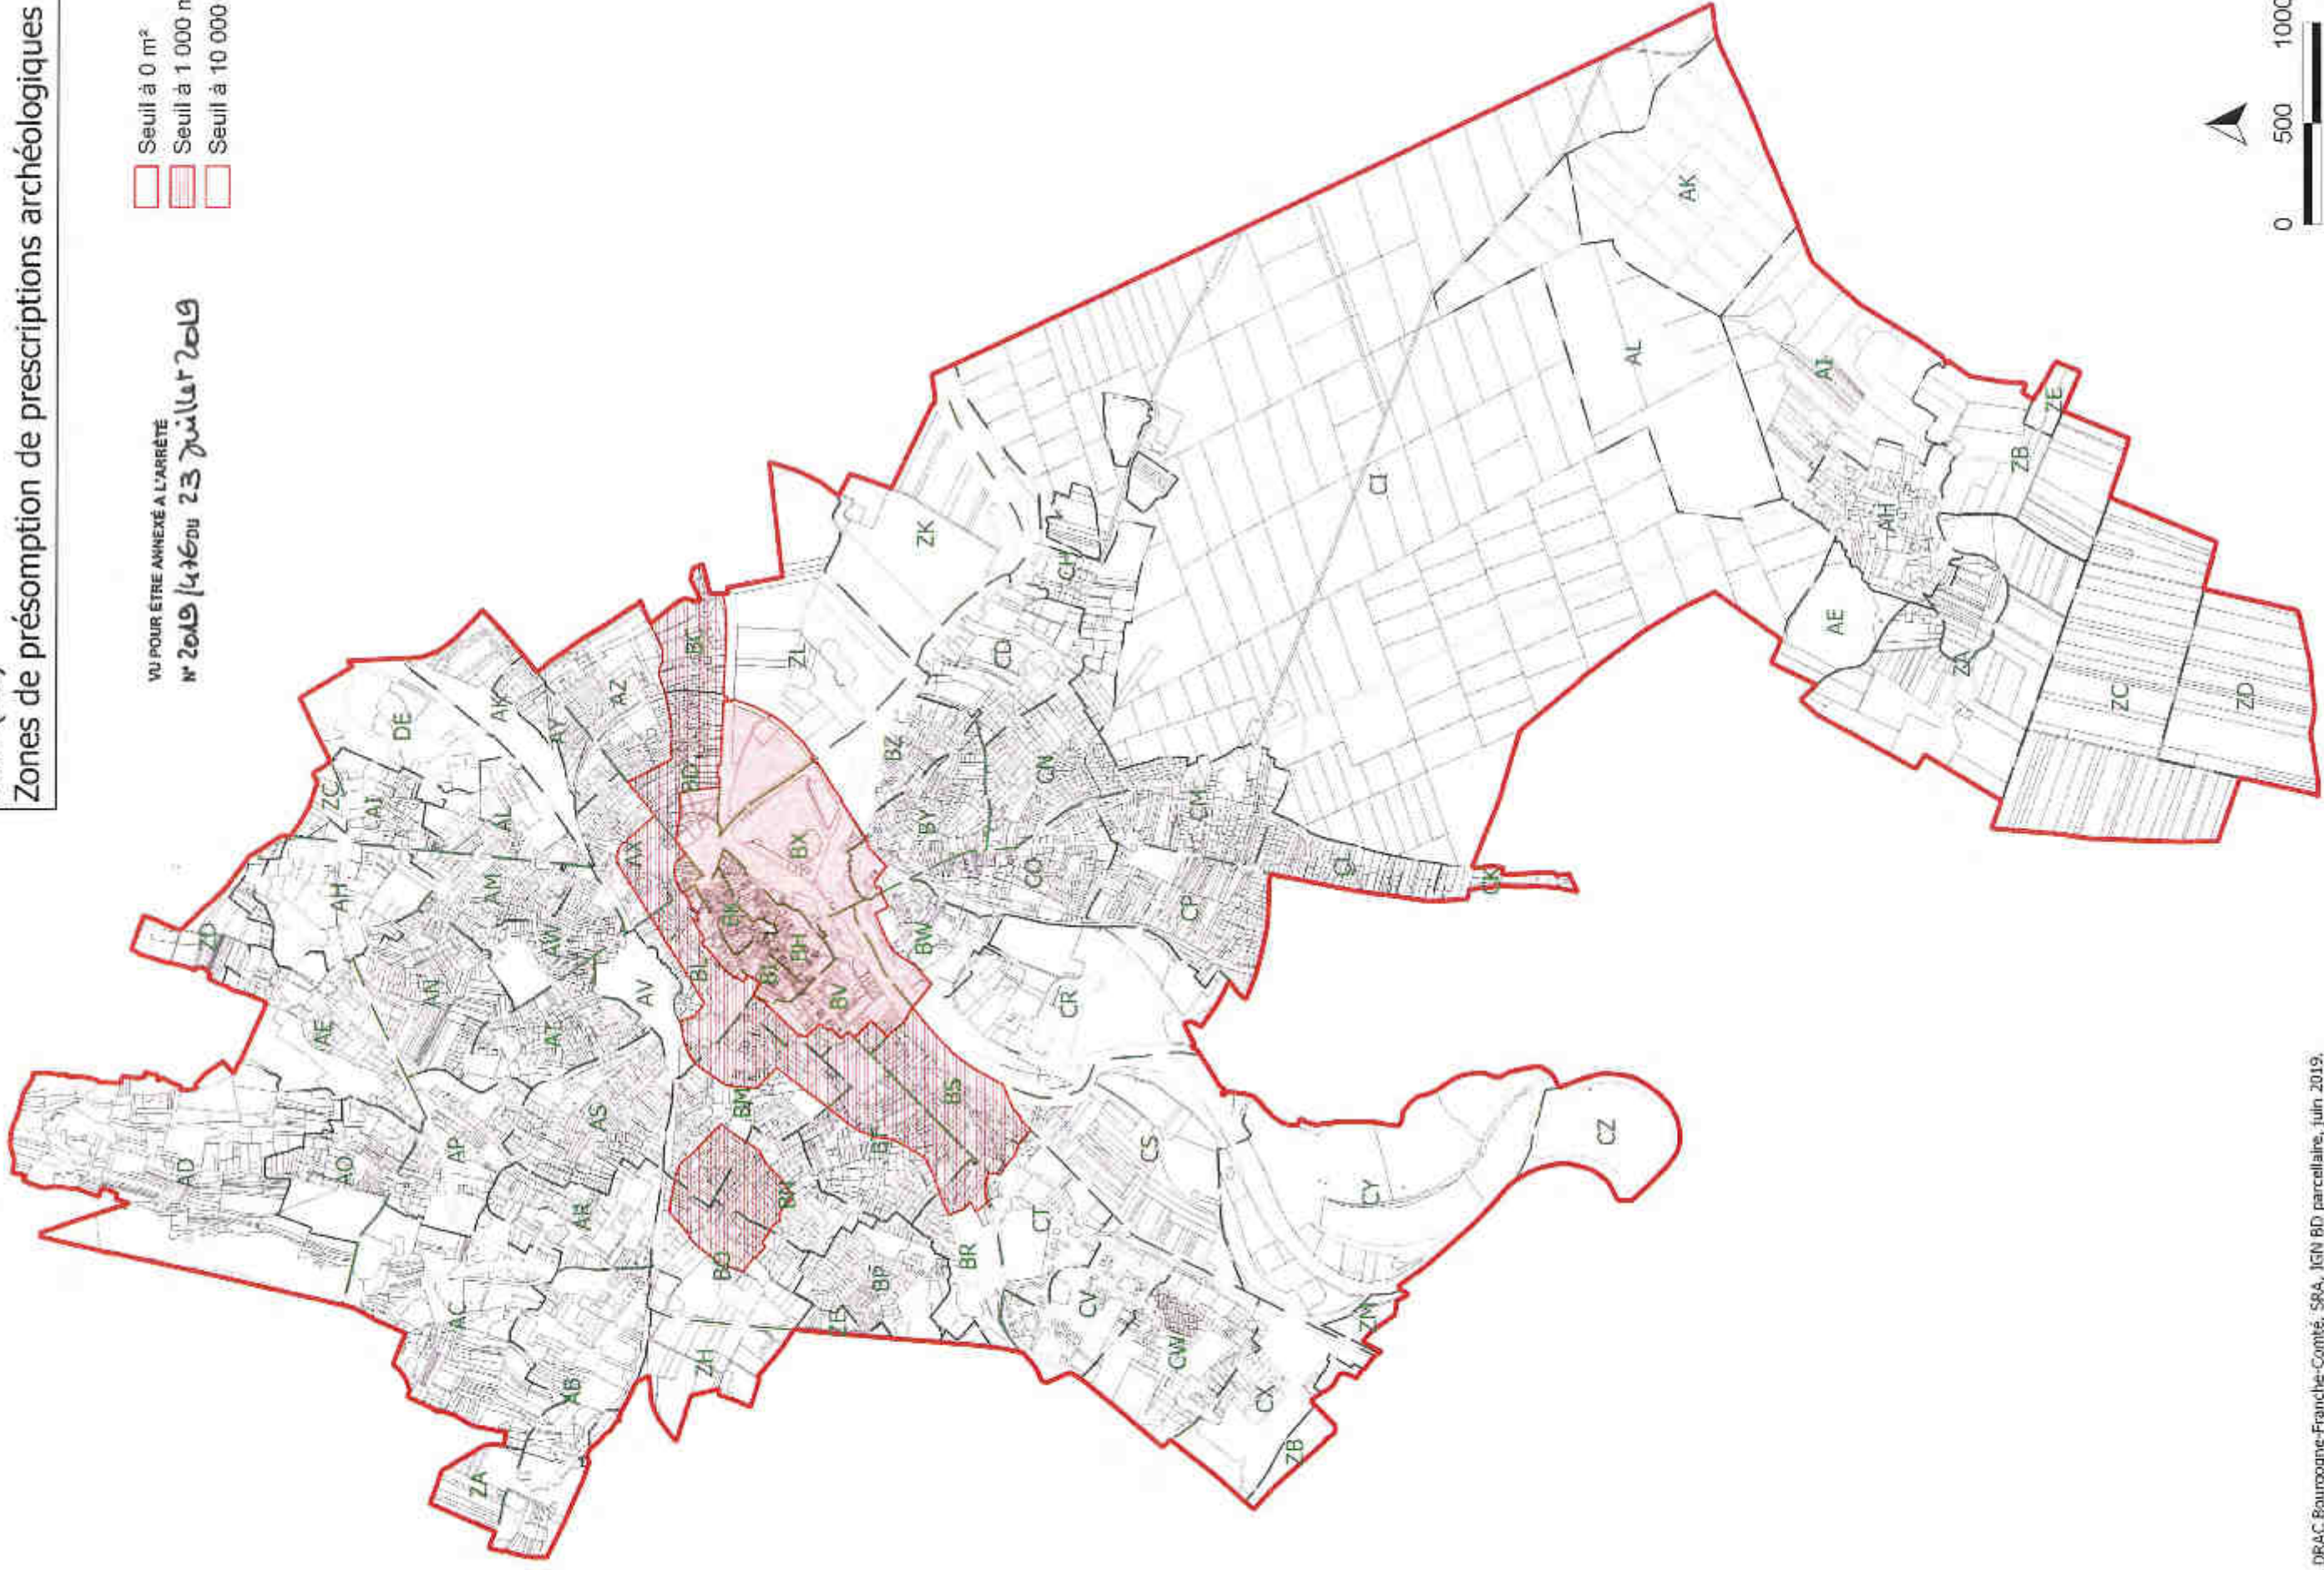 Zones de présomption de prescriptions archéologiques
Seuil à 0 m²
Seuil à 1 000 m
Seuil à 10 000
VU POUR ÊTRE ANNEXÉ A L'ARRÊTÉ
N° 2019/476 DU 23 Juillet 2019
AD
ZD
AH
ZC
AI
DE
AE
AO
AP
AN
AM
AL
AK
AY
AZ
AC
AR
AS
AT
AW
AX
AV
ZA
AB
BC
BD
ZL
ZK
BL
BK
BI
BH
BX
BV
BM
BN
BO
ZH
ZE
BP
BR
BS
BT
BW
BY
BZ
CD
CH
CN
CO
CM
CP
CL
CK
CI
CR
CS
CT
CV
CW
CX
CY
CZ
ZM
ZB
AL
AK
AI
AH
AE
ZE
ZB
ZA
ZC
ZD
0 500 1000
DRAC Bourgogne-Franche-Comté, SRA, IGN BD parcellaire, juin 2019.